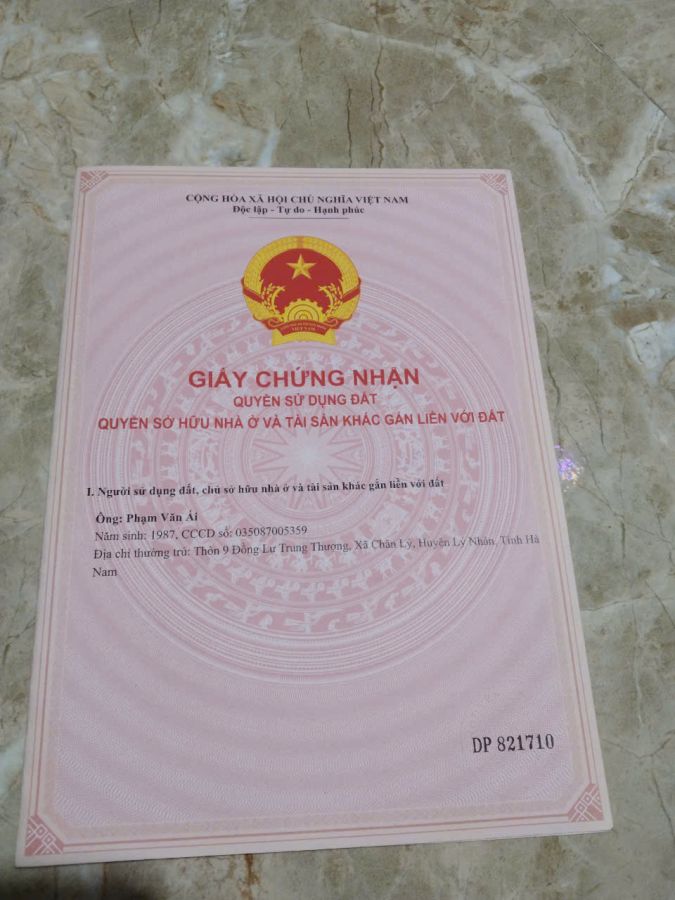 CỘNG HÒA XÃ HỘI CHỦ NGHĨA VIỆT NAM
Độc lập - Tự do - Hạnh phúc
VIỆT NAM
GIẤY CHỨNG NHẬN
QUYỀN SỬ DỤNG ĐẤT
QUYỀN SỞ HỮU NHÀ Ở VÀ TÀI SẢN KHÁC GẮN LIỀN VỚI ĐẤT
I. Người sử dụng đất, chủ sở hữu nhà ở và tài sản khác gắn liền với đất
Ông: Phạm Văn Ái
Năm sinh: 1987, CCCD số: 035087005359
Địa chỉ thường trú: Thôn 9 Đồng Lư Trung Thượng, Xã Chân Lý, Huyện Lý Nhân, Tỉnh Hà
Nam
DP 821710